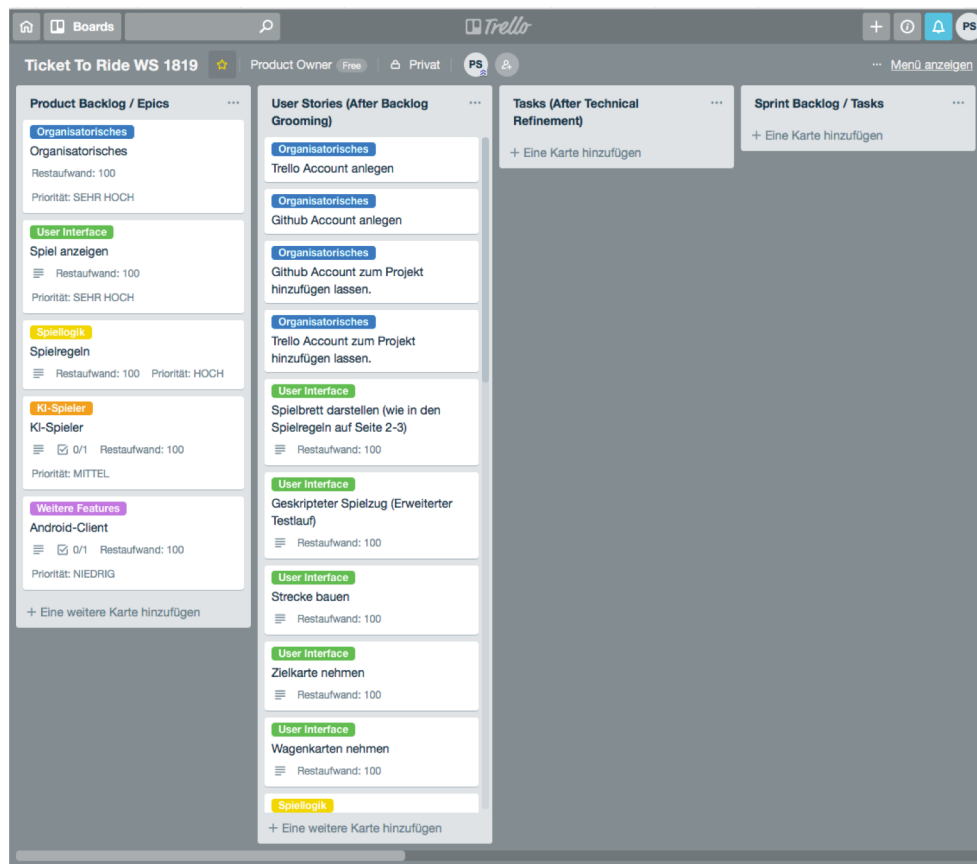 Boards
Trello
PS
Ticket To Ride WS 1819
Product Owner Free
Privat
PS
Menü anzeigen
Product Backlog / Epics
Organisatorisches
Organisatorisches
Restaufwand: 100
Priorität: SEHR HOCH
User Interface
Spiel anzeigen
Restaufwand: 100
Priorität: SEHR HOCH
Spiellogik
Spielregeln
Restaufwand: 100 Priorität: HOCH
KI-Spieler
KI-Spieler
0/1 Restaufwand: 100
Priorität: MITTEL
Weitere Features
Android-Client
0/1 Restaufwand: 100
Priorität: NIEDRIG
+ Eine weitere Karte hinzufügen
User Stories (After Backlog
Grooming)
Organisatorisches
Trello Account anlegen
Organisatorisches
Github Account anlegen
Organisatorisches
Github Account zum Projekt
hinzufügen lassen.
Organisatorisches
Trello Account zum Projekt
hinzufügen lassen.
User Interface
Spielbrett darstellen (wie in den
Spielregeln auf Seite 2-3)
Restaufwand: 100
User Interface
Geskripteter Spielzug (Erweiterter
Testlauf)
Restaufwand: 100
User Interface
Strecke bauen
Restaufwand: 100
User Interface
Zielkarte nehmen
Restaufwand: 100
User Interface
Wagenkarten nehmen
Restaufwand: 100
Spiellogik
+ Eine weitere Karte hinzufügen
Tasks (After Technical
Refinement)
+ Eine Karte hinzufügen
Sprint Backlog / Tasks
+ Eine Karte hinzufügen